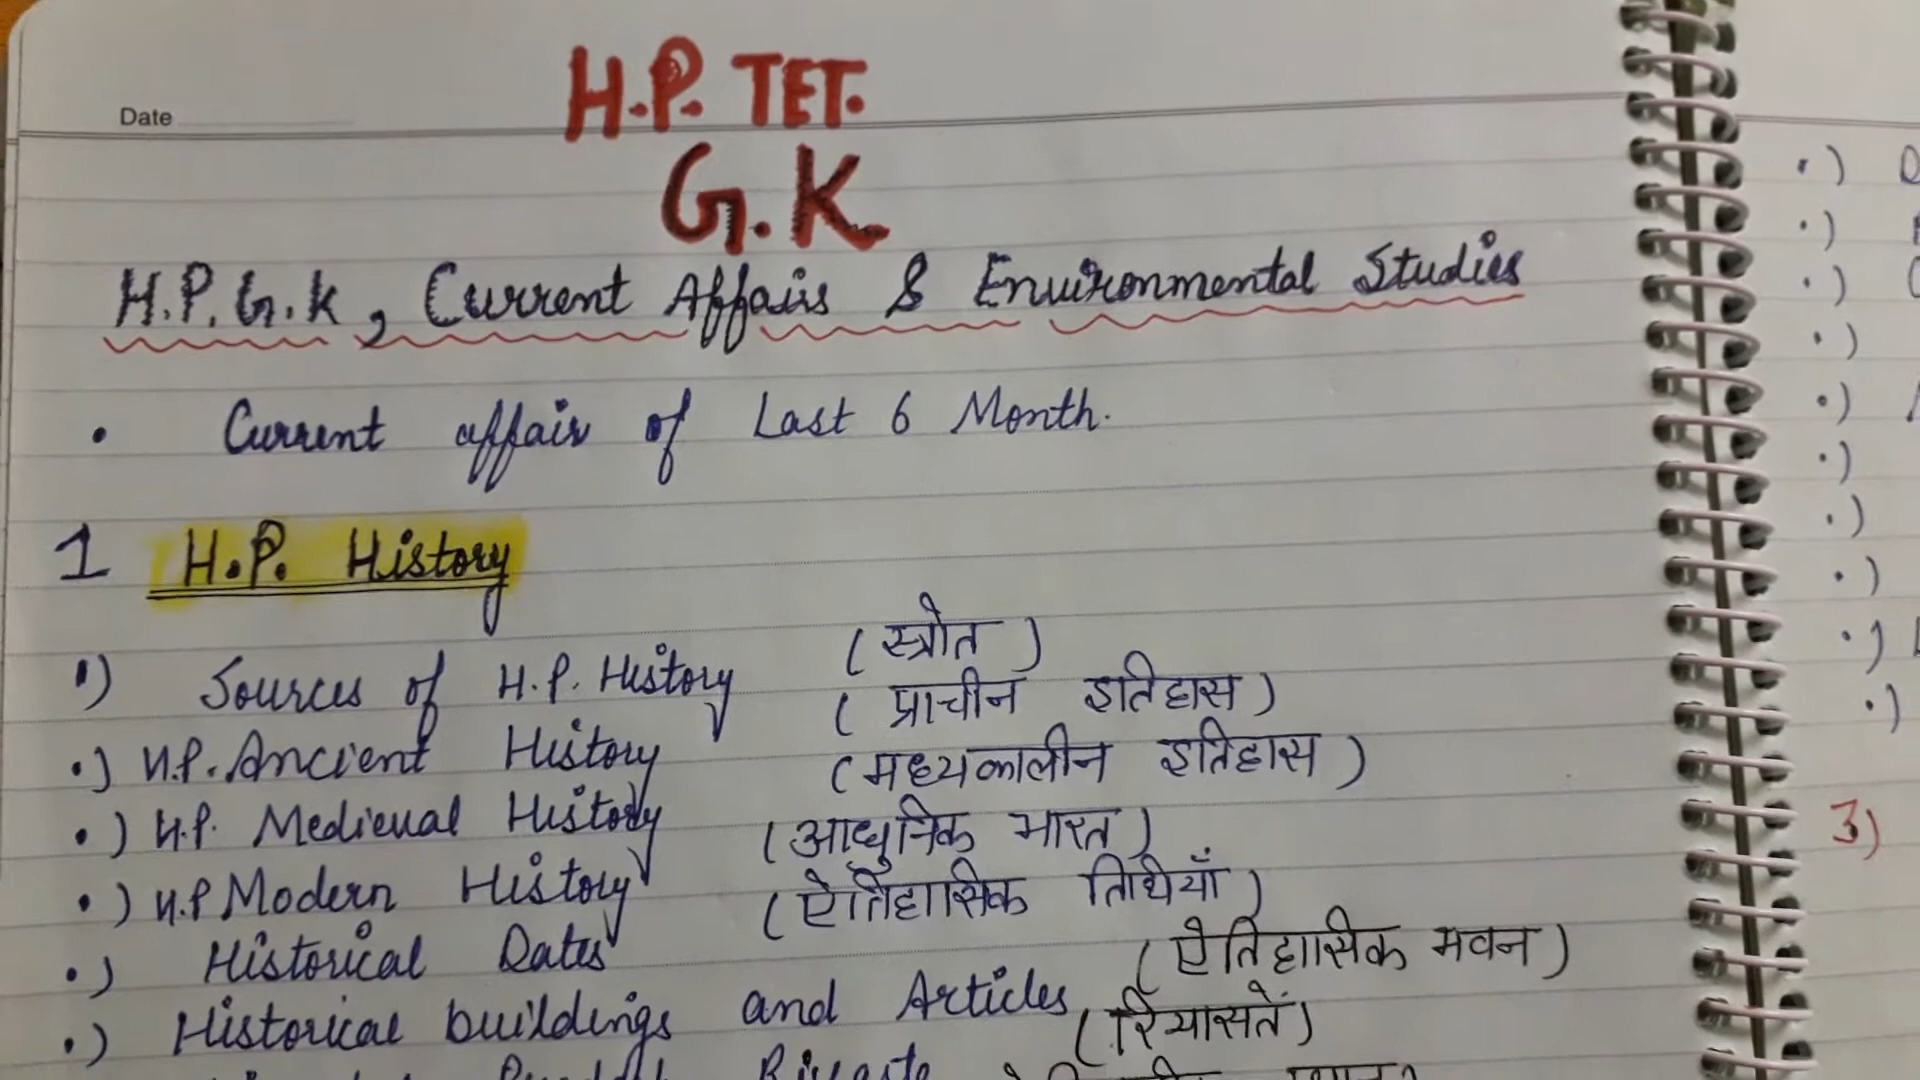 Date
H.P. TET.
G.K.
H.P.G.K, Current Affairs & Environmental Studies
• Current affair of Last 6 Month.
1 H.P. History
1) Sources of H.P. History (स्त्रोत)
•) H.P. Ancient History (प्राचीन इतिहास)
•) H.P. Medieval History (मध्यकालीन इतिहास)
•) H.P Modern History (आधुनिक भारत)
•) Historical Dates (ऐतिहासिक तिथियाँ)
•) Historical buildings and Articles (ऐतिहासिक भवन)
(रियासतें)
3)